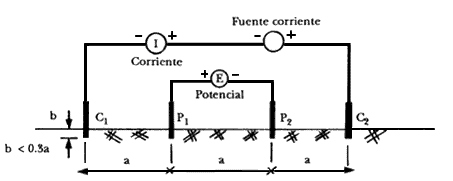 Fuente corriente
- I + - +
Corriente
+ E -
Potencial
b C1 P1 P2 C2
b < 0.3a
a a a